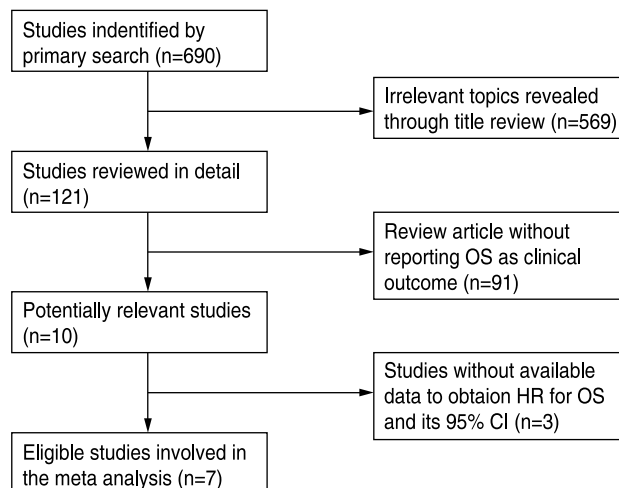 Studies indentified by
primary search (n=690)
Irrelevant topics revealed
through title review (n=569)
Studies reviewed in detail
(n=121)
Review article without
reporting OS as clinical
outcome (n=91)
Potentially relevant studies
(n=10)
Studies without available
data to obtaion HR for OS
and its 95% CI (n=3)
Eligible studies involved in
the meta analysis (n=7)